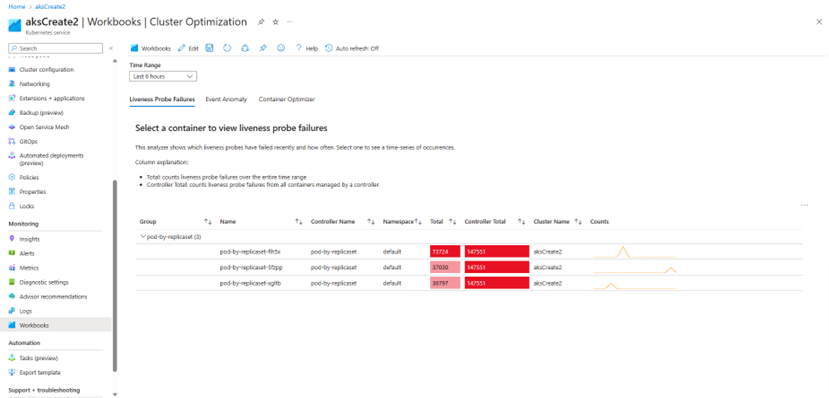 Home > aksCreate2
aksCreate2 | Workbooks | Cluster Optimization
Kubernetes service
Search
Cluster configuration
Networking
Extensions + applications
Backup (preview)
Open Service Mesh
GitOps
Automated deployments
(preview)
Policies
Properties
Locks
Monitoring
Insights
Alerts
Metrics
Diagnostic settings
Advisor recommendations
Logs
Workbooks
Automation
Tasks (preview)
Export template
Support + troubleshooting
Workbooks Edit Help Auto refresh: Off
Time Range
Last 6 hours
Liveness Probe Failures Event Anomaly Container Optimizer
Select a container to view liveness probe failures
This analyzer shows which liveness probes have failed recently and how often. Select one to see a time-series of occurrences.
Column explanation:
• Total: counts liveness probe failures over the entire time range
• Controller Total: counts liveness probe failures from all containers managed by a controller
Group Name Controller Name Namespace Total Controller Total Cluster Name Counts
pod-by-replicaset (3)
pod-by-replicaset-flh5x pod-by-replicaset default 73724 147551 aksCreate2
pod-by-replicaset-5fzpp pod-by-replicaset default 37030 147551 aksCreate2
pod-by-replicaset-vgltb pod-by-replicaset default 36797 147551 aksCreate2